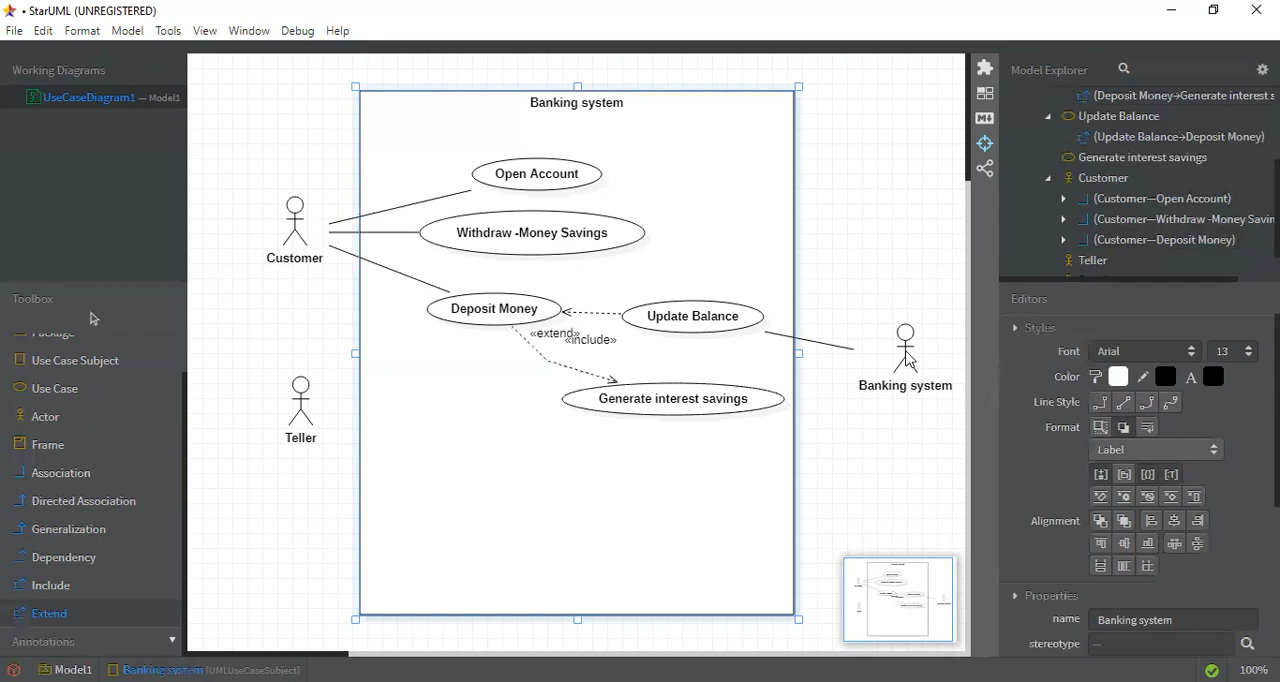 • StarUML (UNREGISTERED)
File Edit Format Model Tools View Window Debug Help
Working Diagrams
UseCaseDiagram1 — Model1
Toolbox
Package
Use Case Subject
Use Case
Actor
Frame
Association
Directed Association
Generalization
Dependency
Include
Extend
Annotations
Banking system
Open Account
Withdraw -Money Savings
Customer
Deposit Money
Update Balance
«extend»
«include»
Generate interest savings
Banking system
Teller
Model Explorer
(Deposit Money→Generate interest s
Update Balance
(Update Balance→Deposit Money)
Generate interest savings
Customer
(Customer—Open Account)
(Customer—Withdraw -Money Savin
(Customer—Deposit Money)
Teller
Editors
Styles
Font Arial 13
Color A
Line Style
Format
Label
Alignment
Properties
name Banking system
stereotype —
Model1 Banking system [UMLUseCaseSubject] 100%